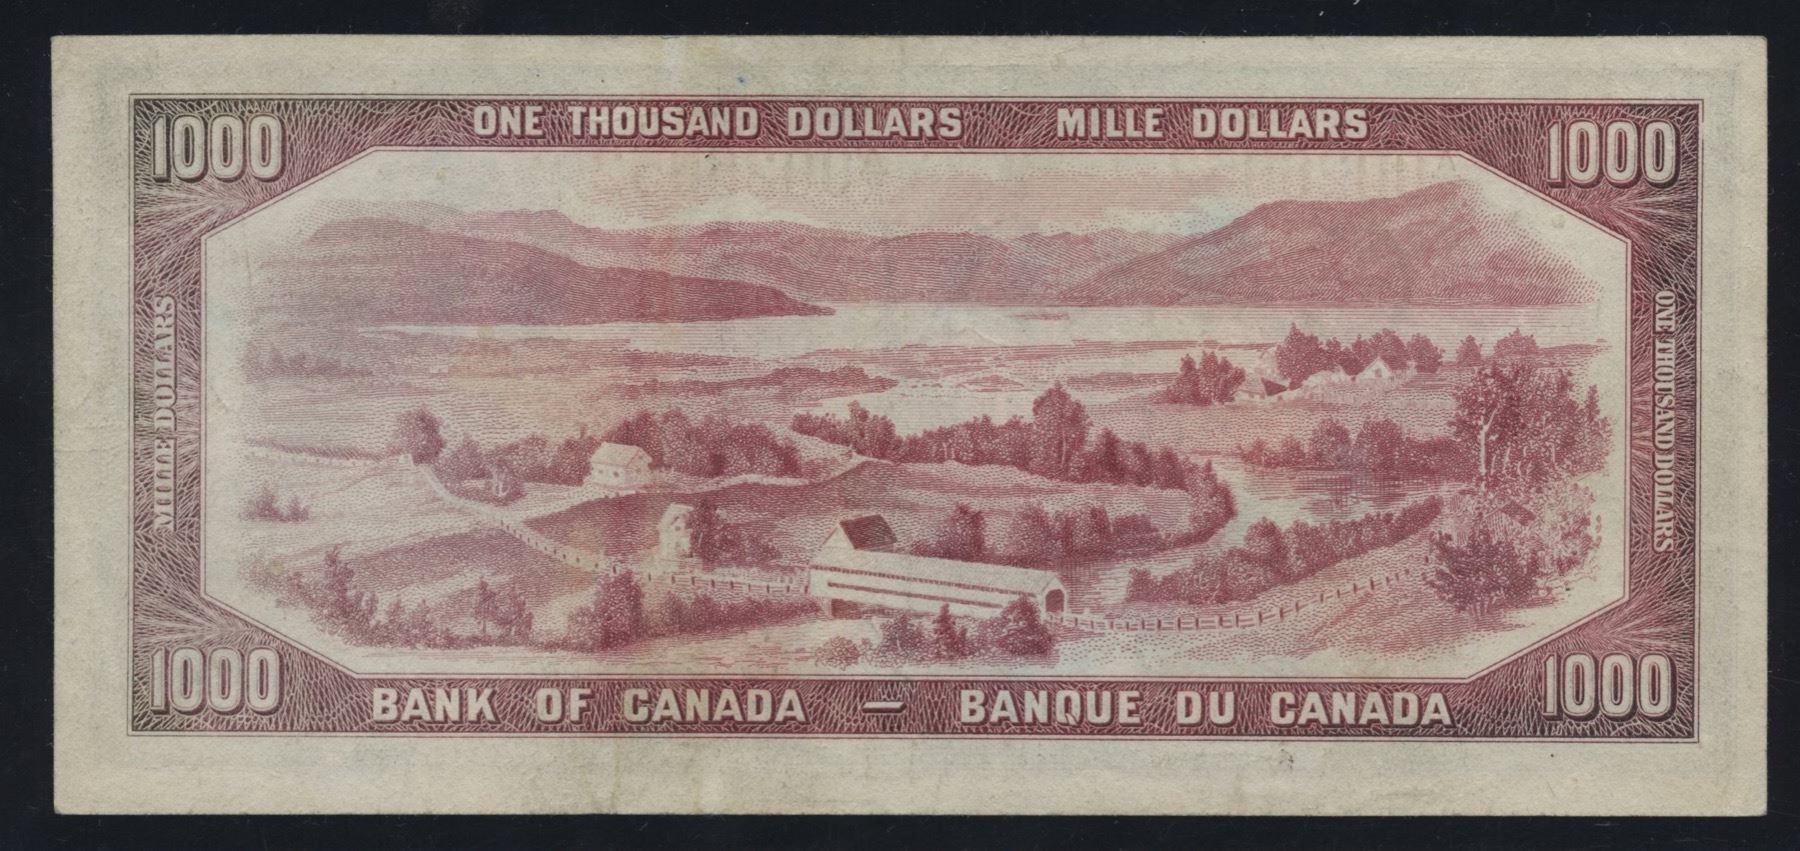 ONE THOUSAND DOLLARS MILLE DOLLARS
1000
1000
MILLE DOLLARS
ONE THOUSAND DOLLARS
1000
1000
BANK OF CANADA — BANQUE DU CANADA